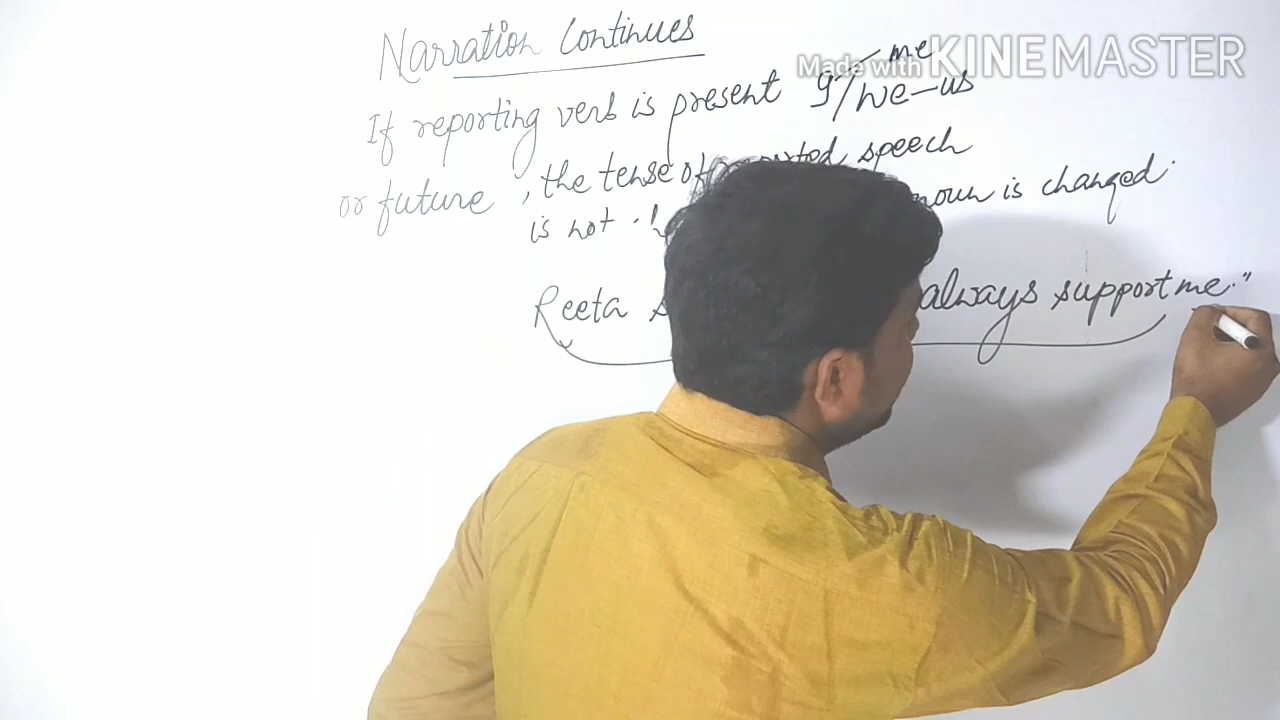 Narration Continues
Made with KINEMASTER
If reporting verb is present I/We-us
me
or future, the tense of reported speech
is not noun is changed.
Reeta always support me."